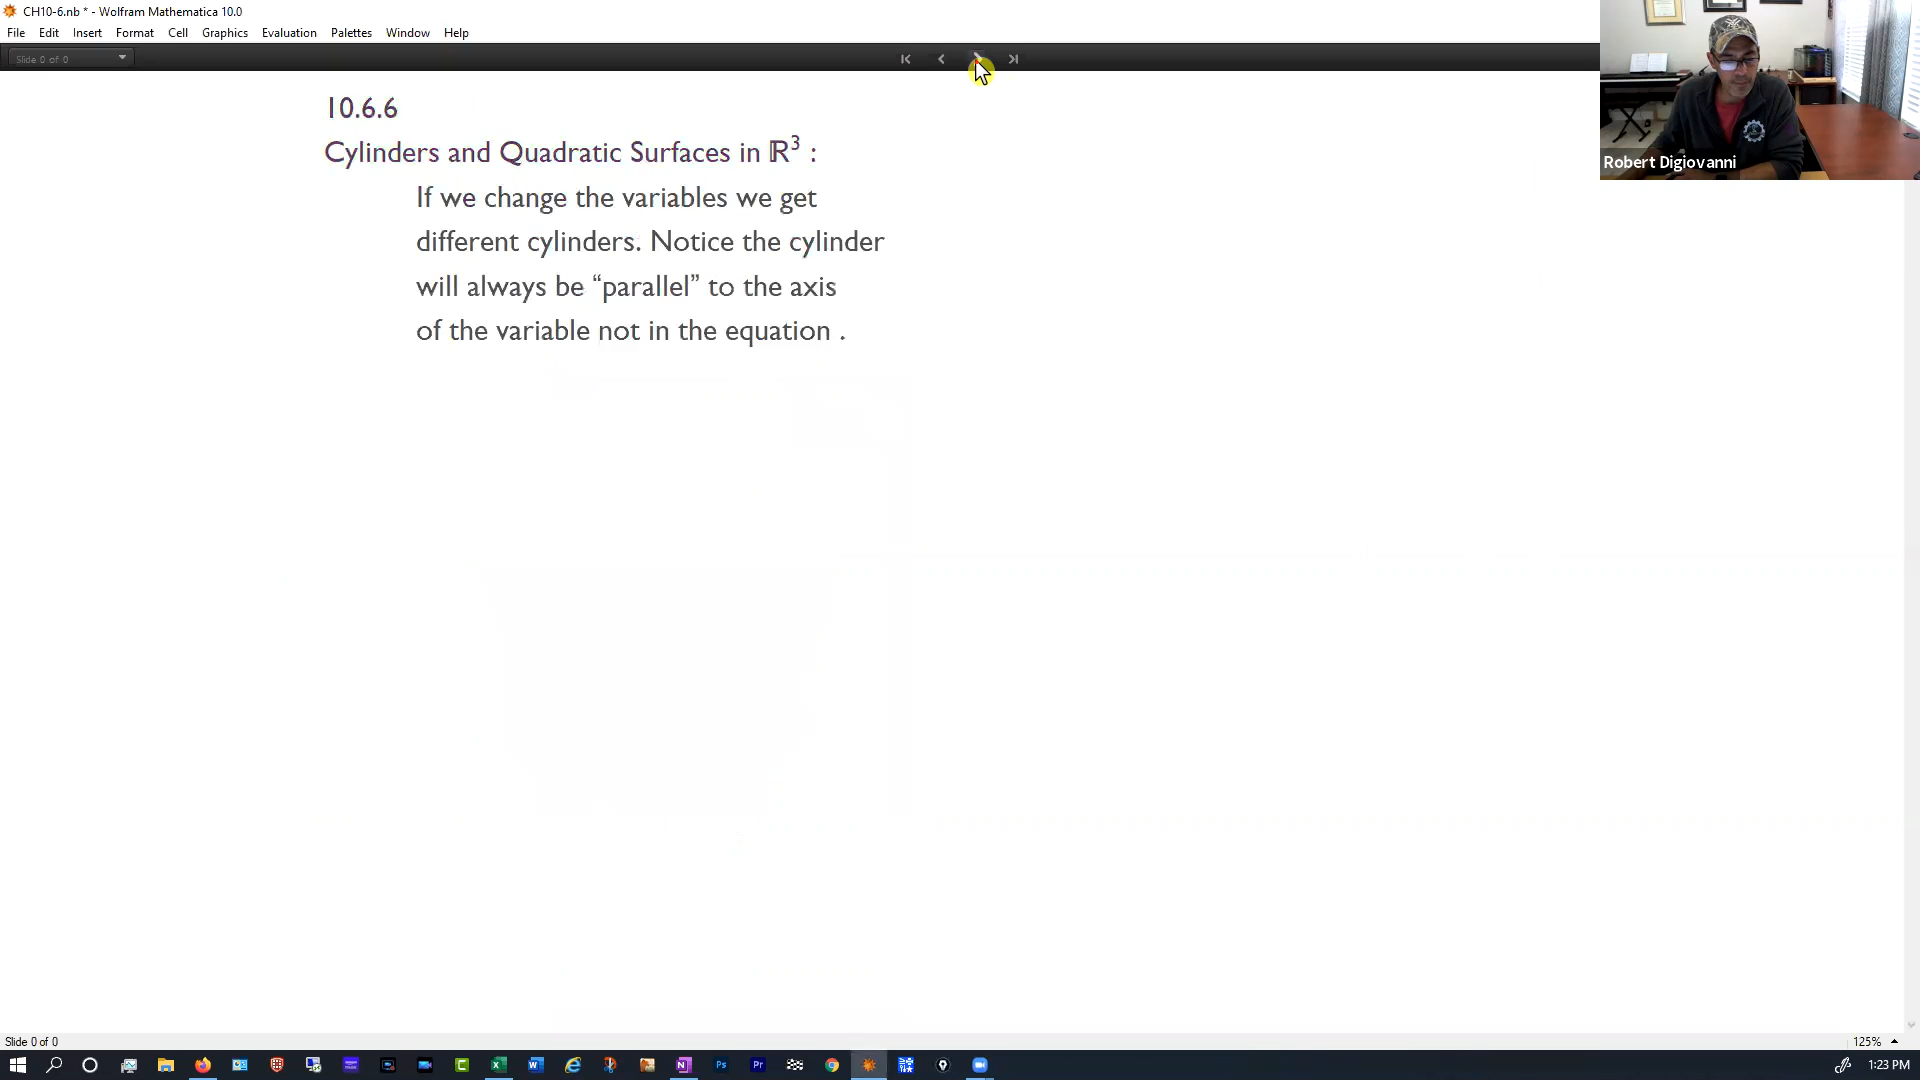 CH10-6.nb * - Wolfram Mathematica 10.0
File Edit Insert Format Cell Graphics Evaluation Palettes Window Help
Slide 0 of 0
10.6.6
Cylinders and Quadratic Surfaces in ℝ³ :
If we change the variables we get
different cylinders. Notice the cylinder
will always be “parallel” to the axis
of the variable not in the equation .
Robert Digiovanni
Slide 0 of 0
125%
1:23 PM